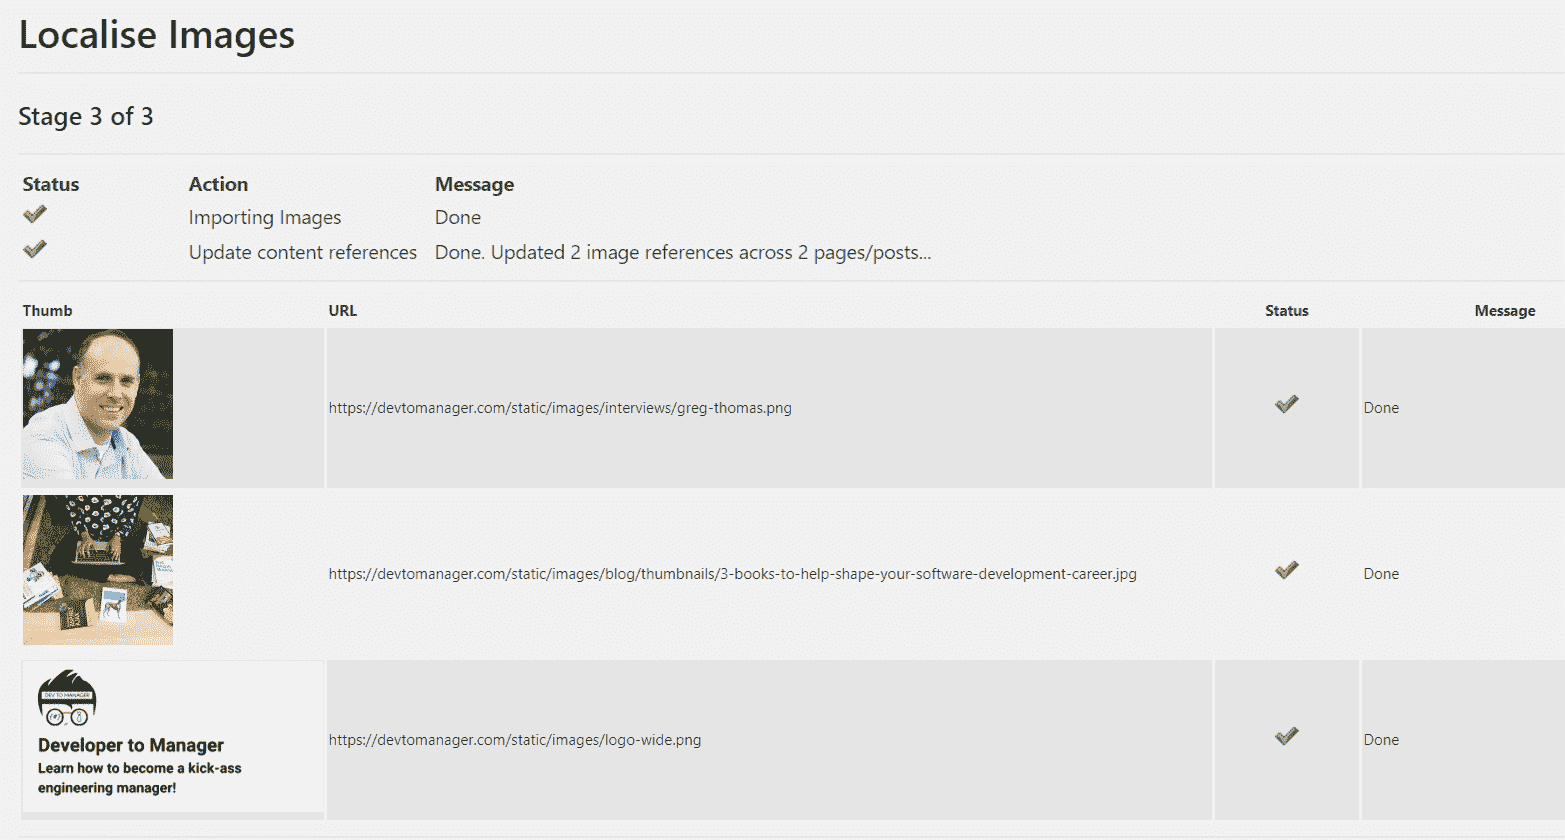 Localise Images
Stage 3 of 3
Status Action Message
Importing Images Done
Update content references Done. Updated 2 image references across 2 pages/posts...
Thumb URL Status Message
https://devtomanager.com/static/images/interviews/greg-thomas.png Done
https://devtomanager.com/static/images/blog/thumbnails/3-books-to-help-shape-your-software-development-career.jpg Done
DEV TO MANAGER
Developer to Manager
Learn how to become a kick-ass
engineering manager!
https://devtomanager.com/static/images/logo-wide.png Done